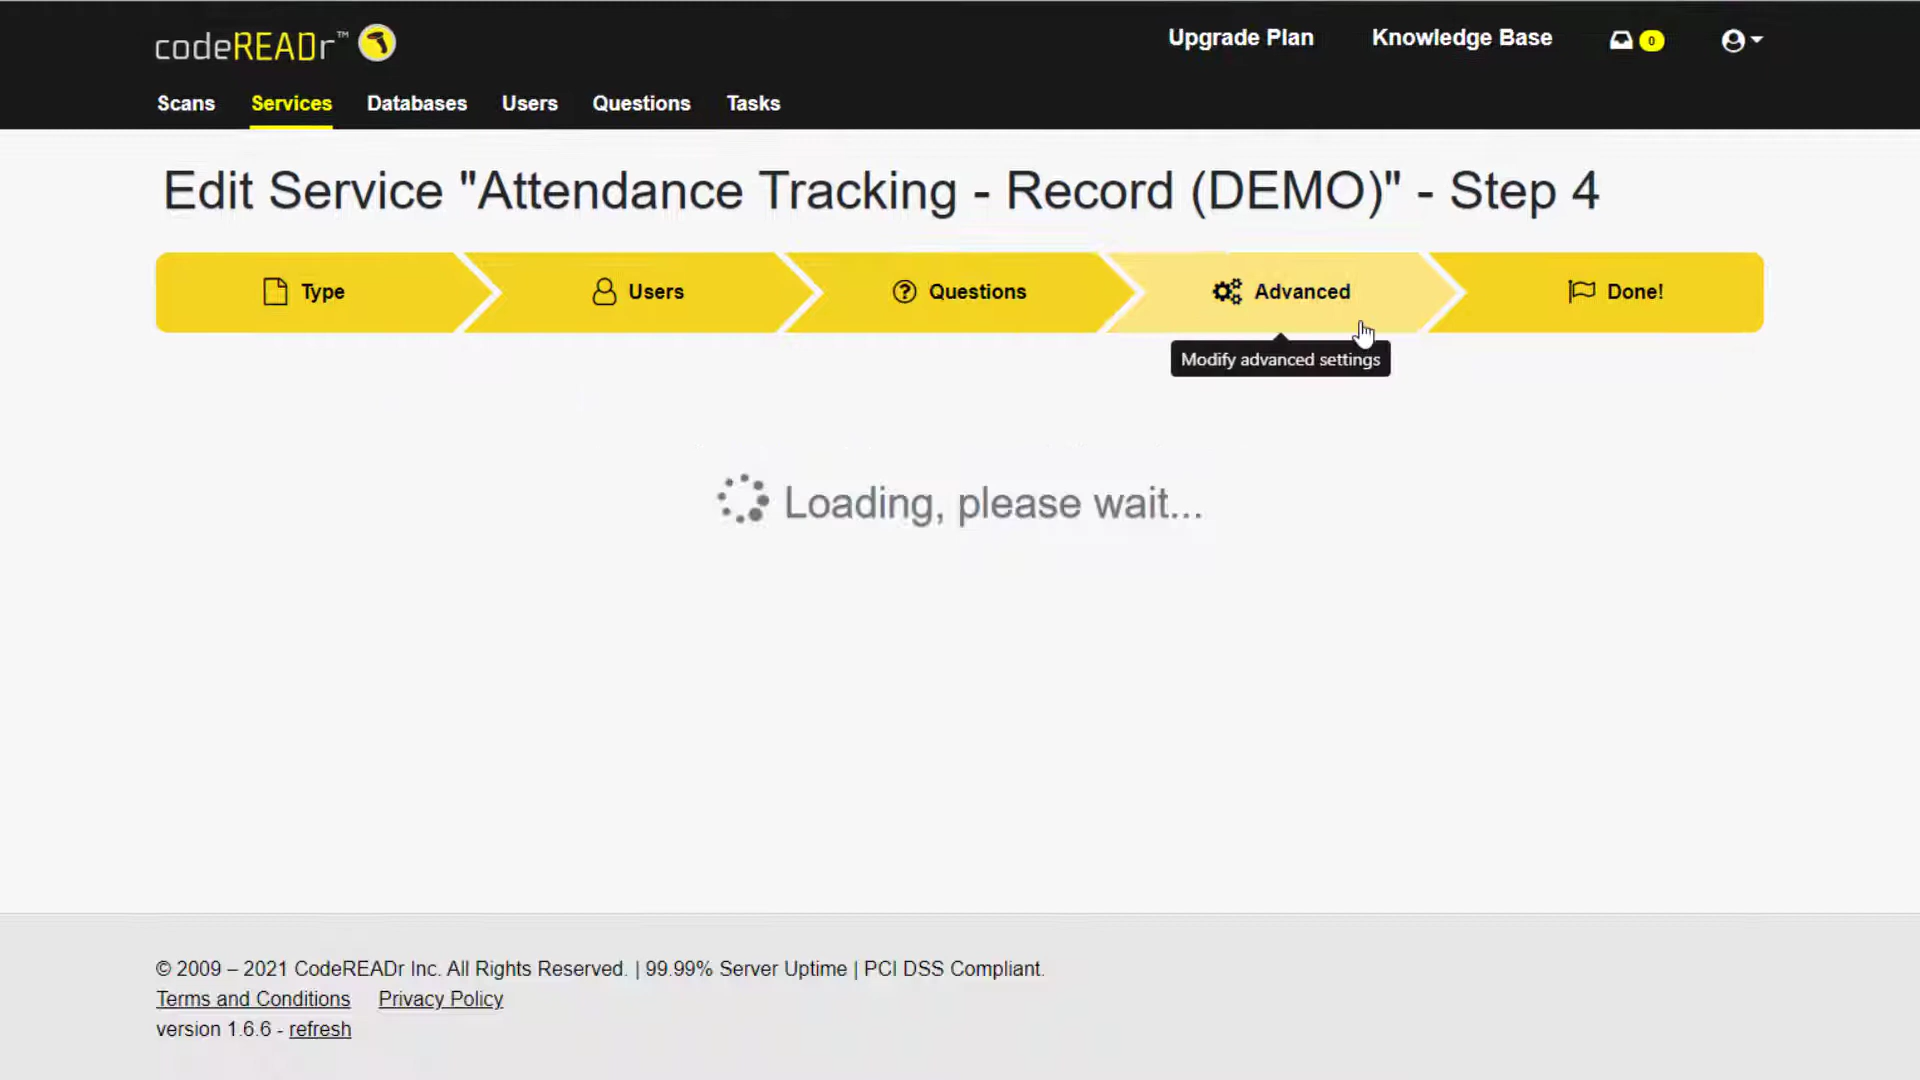 codeREADr™
Upgrade Plan
Knowledge Base
0
Scans
Services
Databases
Users
Questions
Tasks
Edit Service "Attendance Tracking - Record (DEMO)" - Step 4
Type
Users
Questions
Advanced
Done!
Modify advanced settings
Loading, please wait...
© 2009 – 2021 CodeREADr Inc. All Rights Reserved. | 99.99% Server Uptime | PCI DSS Compliant.
Terms and Conditions Privacy Policy
version 1.6.6 - refresh